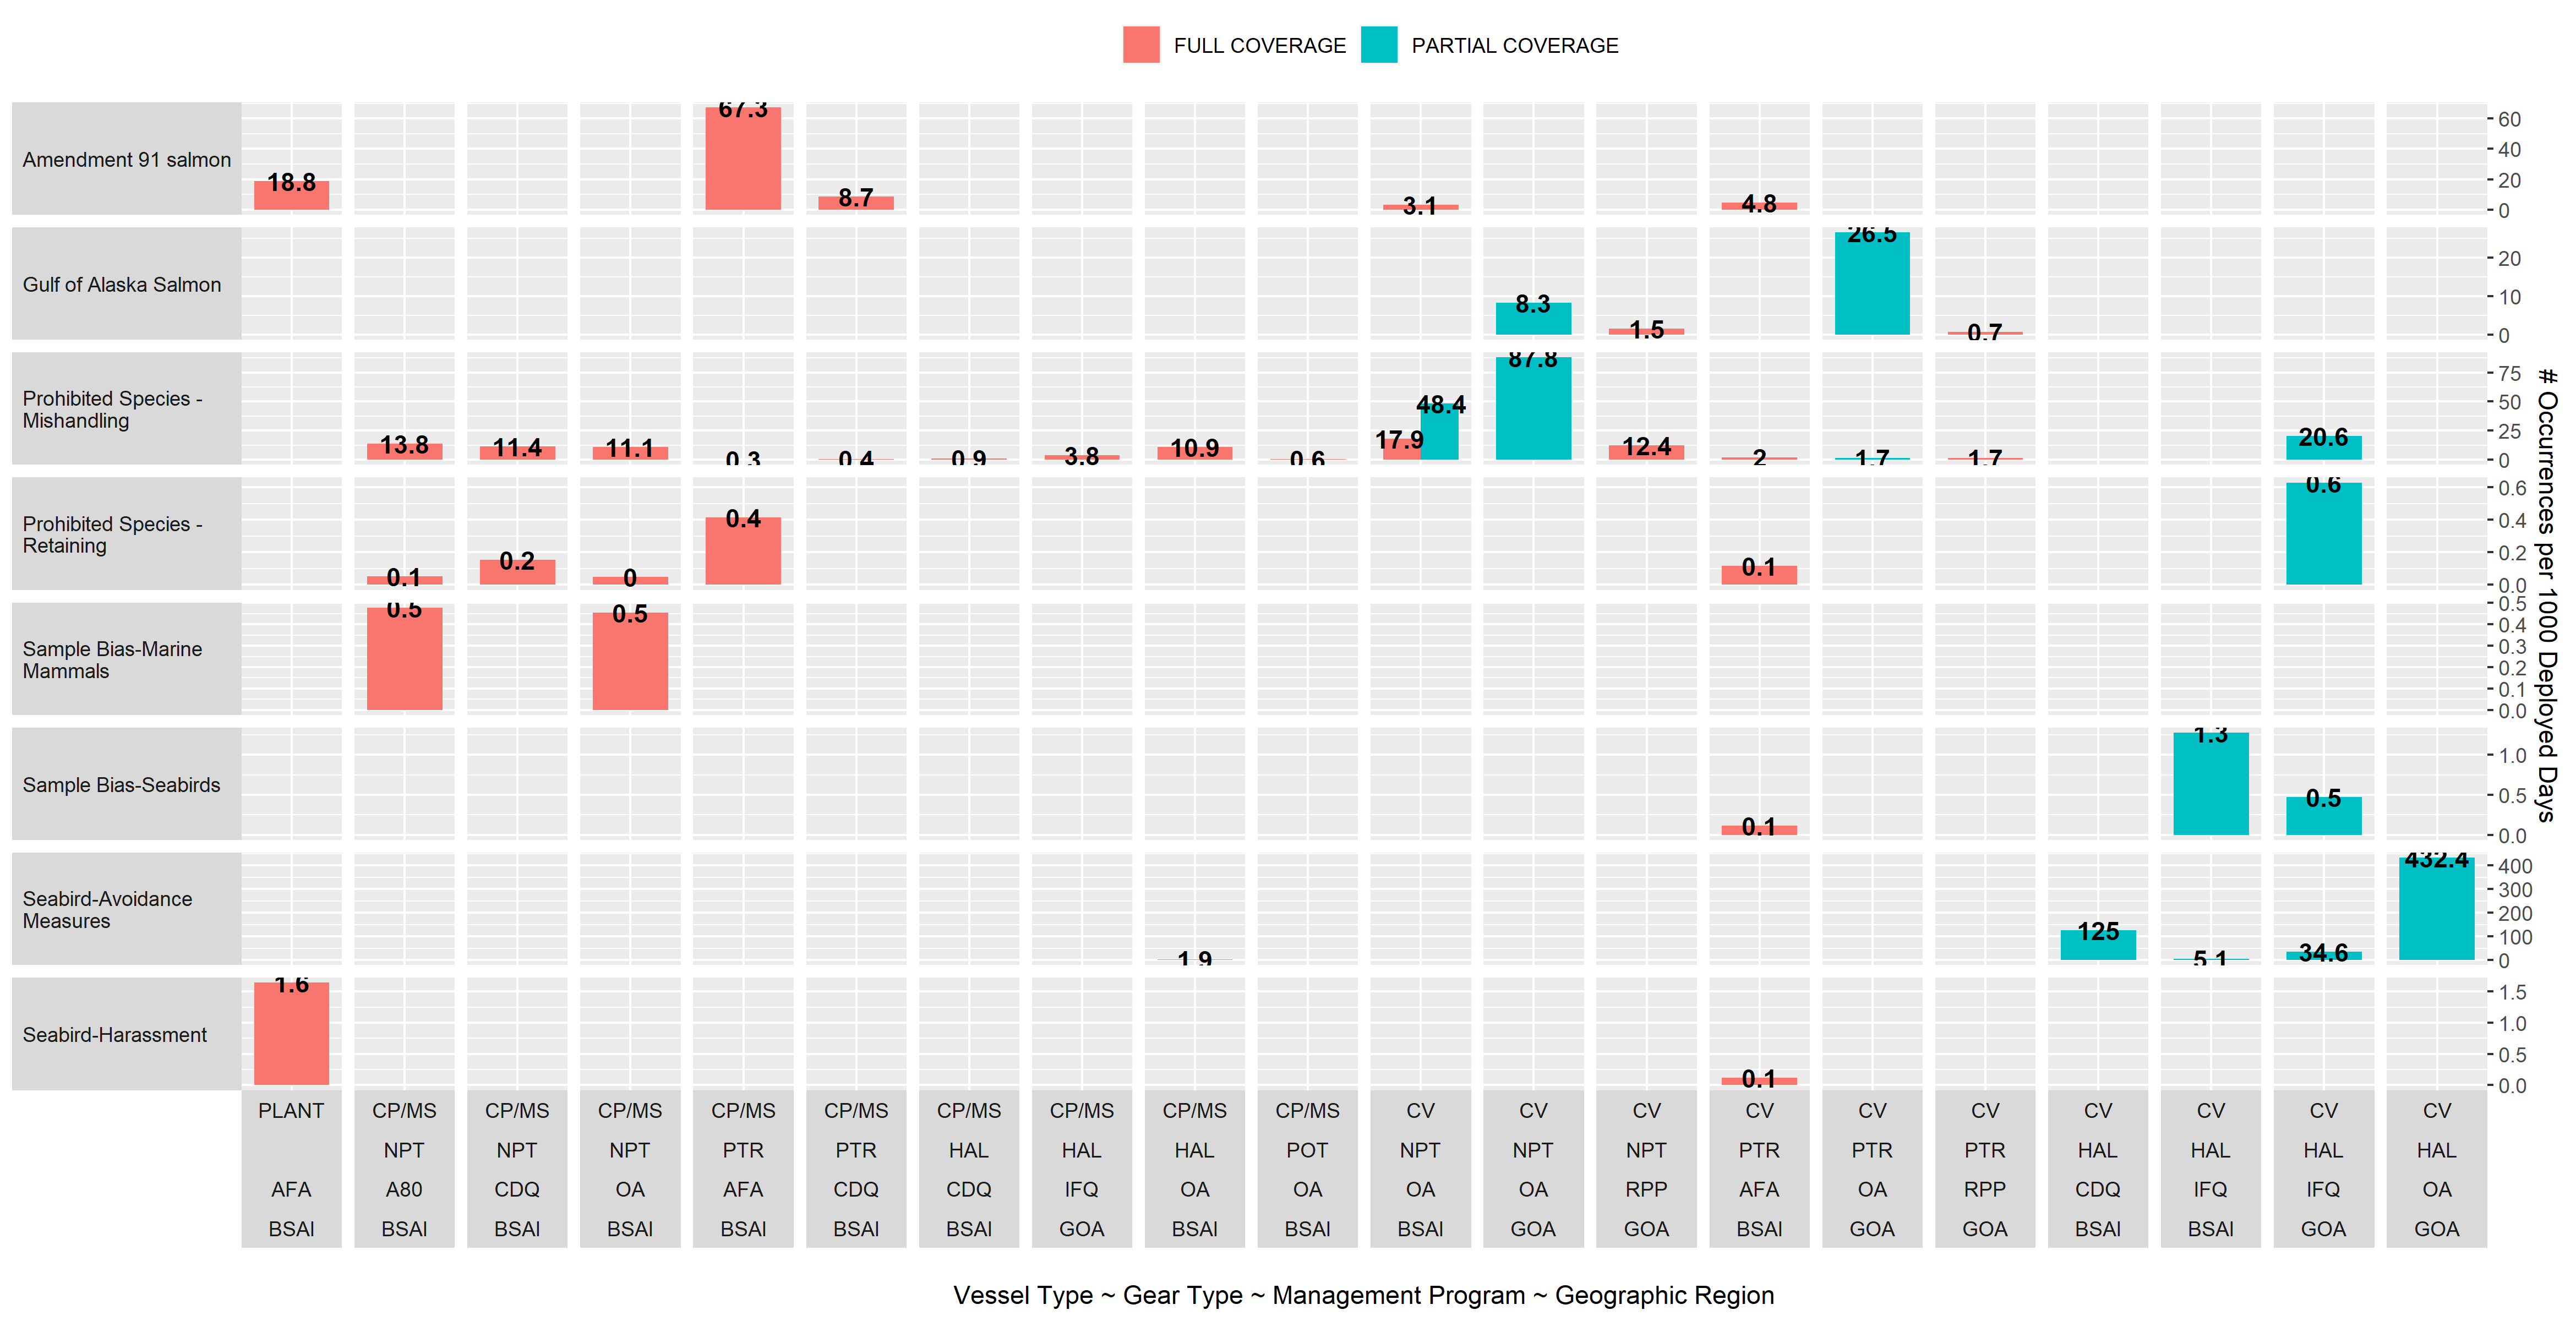 FULL COVERAGE PARTIAL COVERAGE
Amendment 91 salmon 18.8 67.3 8.7 3.1 4.8 60 40 20 0
Gulf of Alaska Salmon 8.3 1.5 26.5 0.7 20 10 0
Prohibited Species -
Mishandling
13.8 11.4 11.1 0.3 0.4 0.9 3.8 10.9 0.6 17.9 48.4 87.8 12.4 2 1.7 1.7 20.6 75 50 25 0
Prohibited Species -
Retaining
0.1 0.2 0 0.4 0.1 0.6 0.6 0.4 0.2 0.0
Sample Bias-Marine
Mammals
0.5 0.5 0.5 0.4 0.3 0.2 0.1 0.0
Sample Bias-Seabirds 0.1 1.3 0.5 1.0 0.5 0.0
Seabird-Avoidance
Measures
1.9 125 5.1 34.6 432.4 400 300 200 100 0
Seabird-Harassment 1.6 0.1 1.5 1.0 0.5 0.0
# Occurrences per 1000 Deployed Days
PLANT CP/MS CP/MS CP/MS CP/MS CP/MS CP/MS CP/MS CP/MS CP/MS CV CV CV CV CV CV CV CV CV CV
NPT NPT NPT PTR PTR HAL HAL HAL POT NPT NPT NPT PTR PTR PTR HAL HAL HAL HAL
AFA A80 CDQ OA AFA CDQ CDQ IFQ OA OA OA OA RPP AFA OA RPP CDQ IFQ IFQ OA
BSAI BSAI BSAI BSAI BSAI BSAI BSAI GOA BSAI BSAI BSAI GOA GOA BSAI GOA GOA BSAI BSAI GOA GOA
Vessel Type ~ Gear Type ~ Management Program ~ Geographic Region